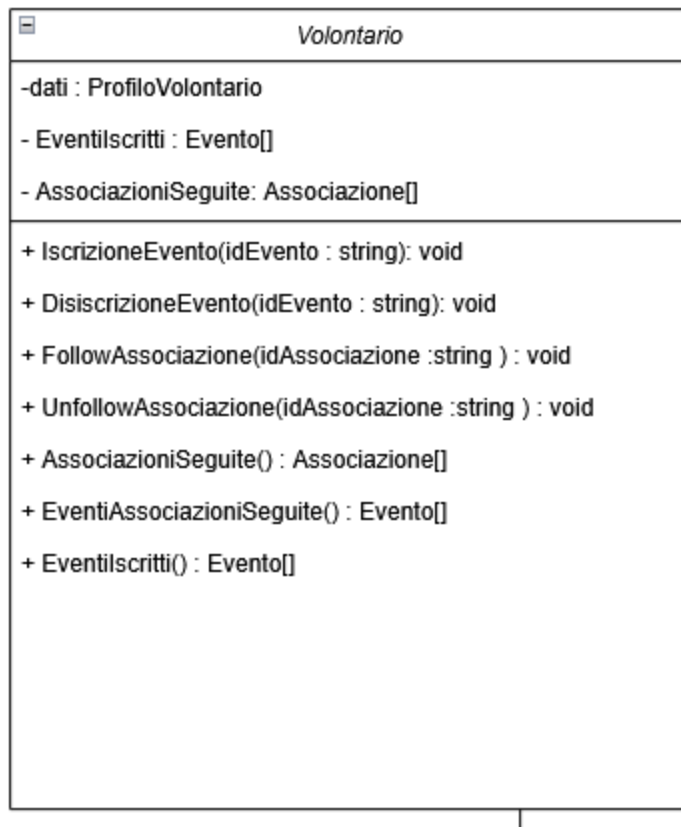 Volontario
-dati : ProfiloVolontario
- EventiIscritti : Evento[]
- AssociazioniSeguite: Associazione[]
+ IscrizioneEvento(idEvento : string): void
+ DisiscrizioneEvento(idEvento : string): void
+ FollowAssociazione(idAssociazione :string ) : void
+ UnfollowAssociazione(idAssociazione :string ) : void
+ AssociazioniSeguite() : Associazione[]
+ EventiAssociazioniSeguite() : Evento[]
+ EventiIscritti() : Evento[]